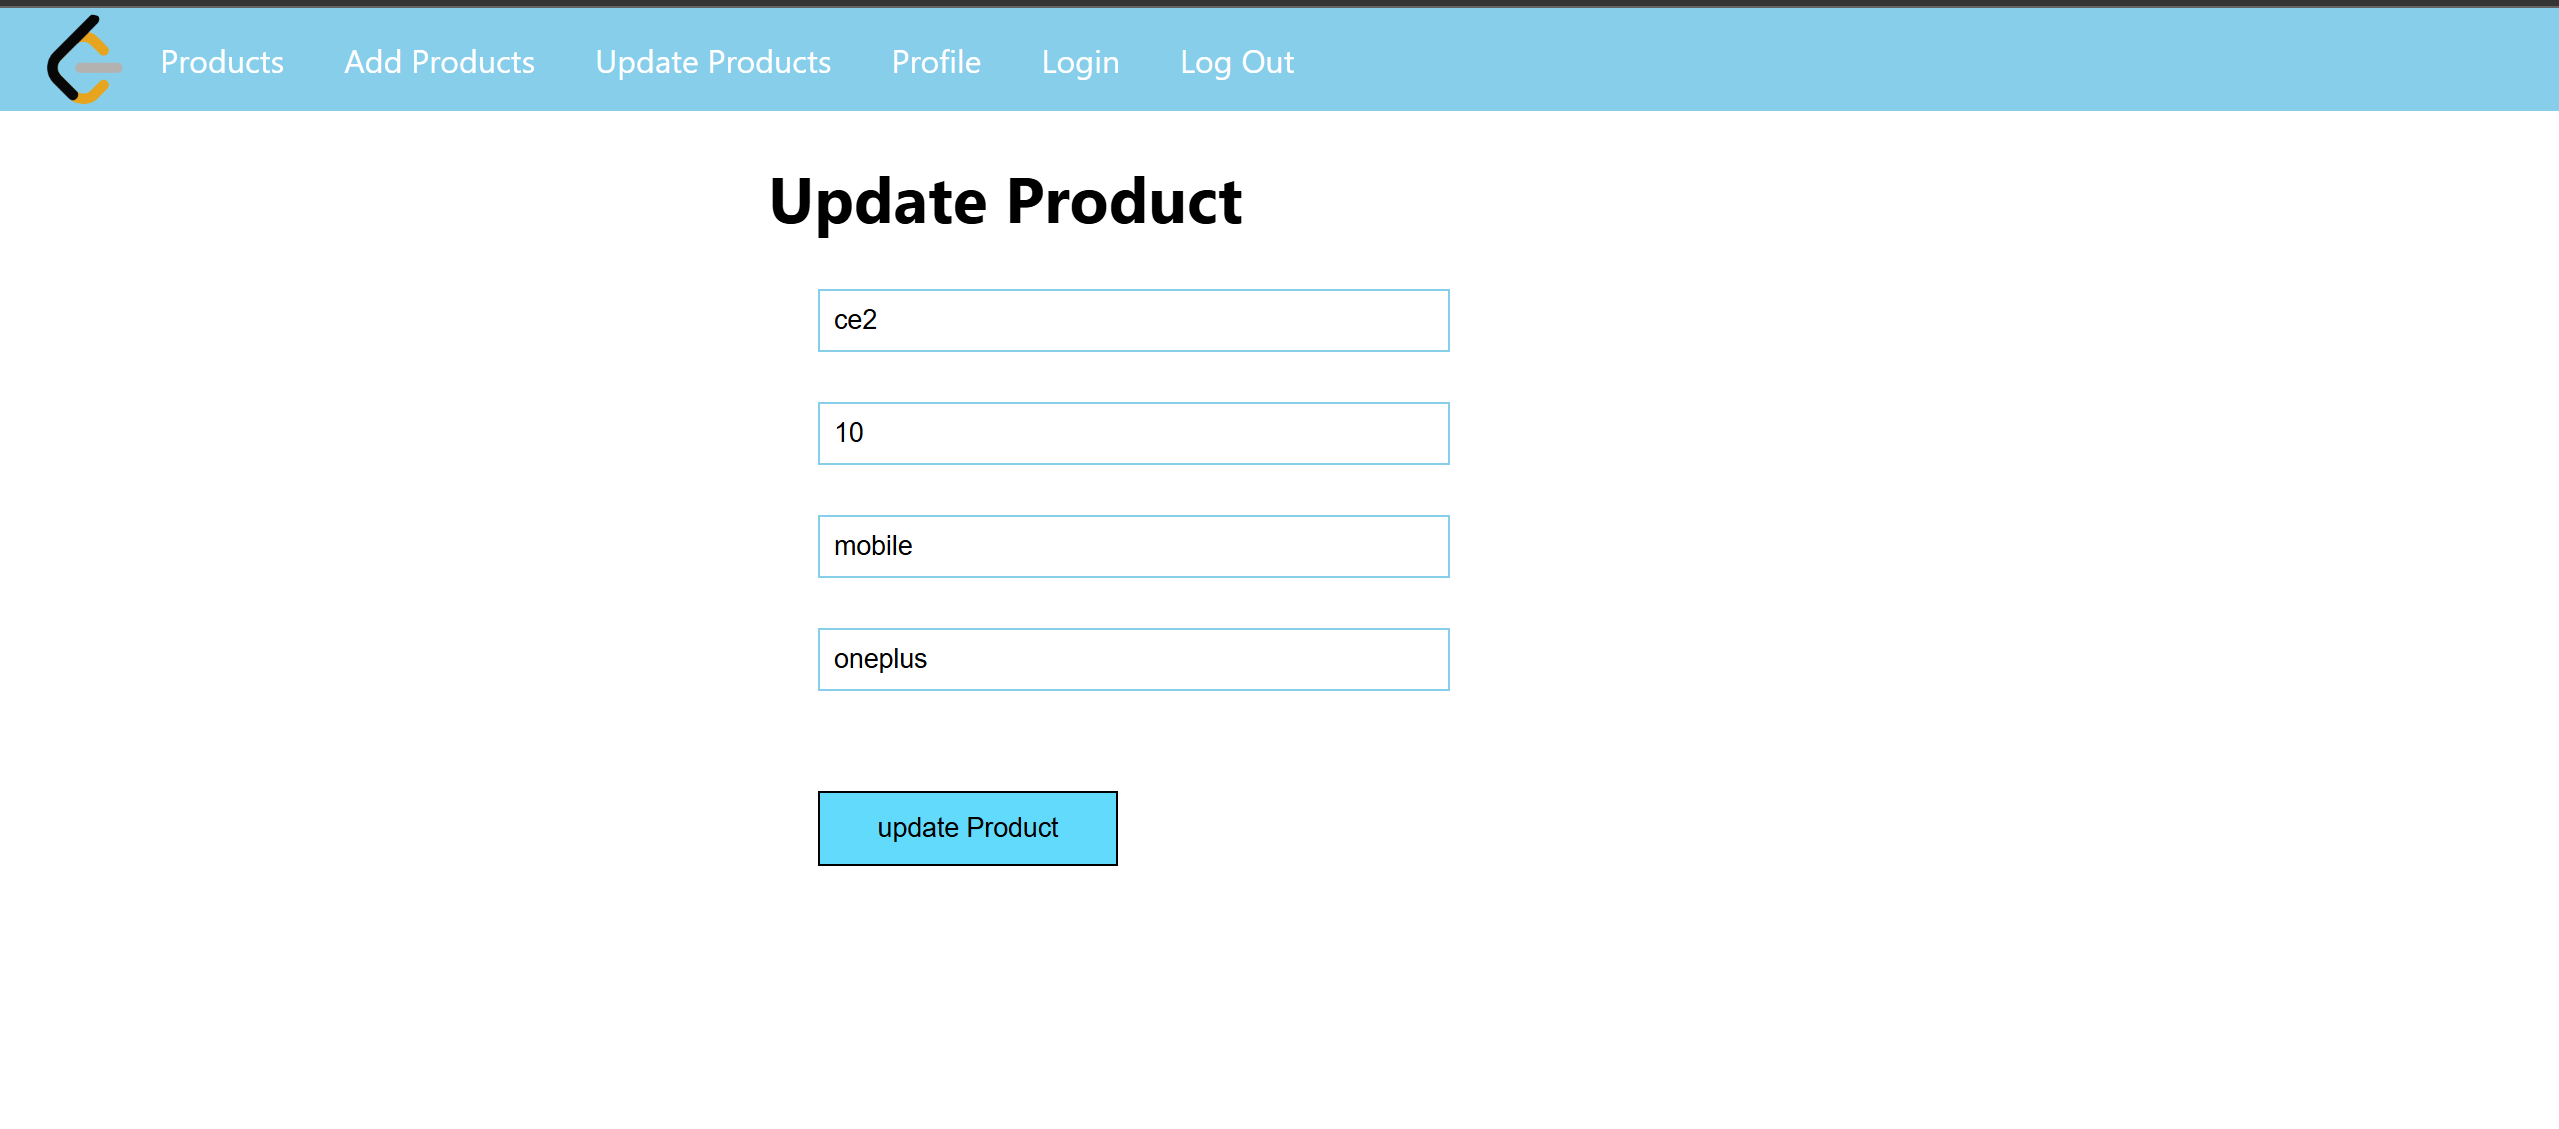 Products Add Products Update Products Profile Login Log Out
Update Product
ce2
10
mobile
oneplus
update Product